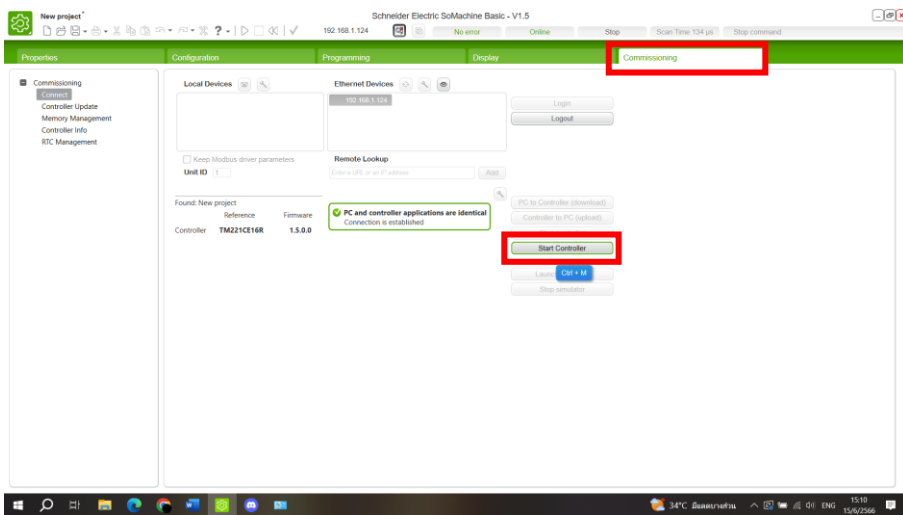 New project*
Schneider Electric SoMachine Basic - V1.5
192.168.1.124
No error
Online
Stop
Scan Time 134 µs
Stop command
Properties
Configuration
Programming
Display
Commissioning
Commissioning
Connect
Controller Update
Memory Management
Controller Info
RTC Management
Local Devices
Ethernet Devices
192.168.1.124
Login
Logout
Keep Modbus driver parameters
Unit ID 1
Remote Lookup
Enter a URL or an IP address
Add
Found: New project
Reference Firmware
Controller TM221CE16R 1.5.0.0
PC and controller applications are identical
Connection is established
PC to Controller (download)
Controller to PC (upload)
Start Controller
Ctrl + M
Stop simulator
34°C
ENG
15:10
15/6/2566